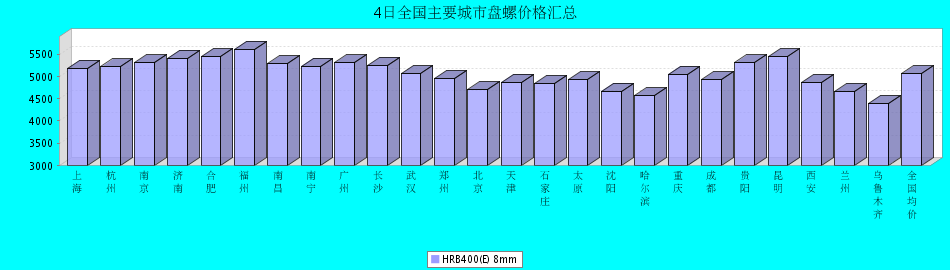 4日全国主要城市盘螺价格汇总
5500
5000
4500
4000
3500
3000
上海
杭州
南京
济南
合肥
福州
南昌
南宁
广州
长沙
武汉
郑州
北京
天津
石家庄
太原
沈阳
哈尔滨
重庆
成都
贵阳
昆明
西安
兰州
乌鲁木齐
全国均价
HRB400(E) 8mm